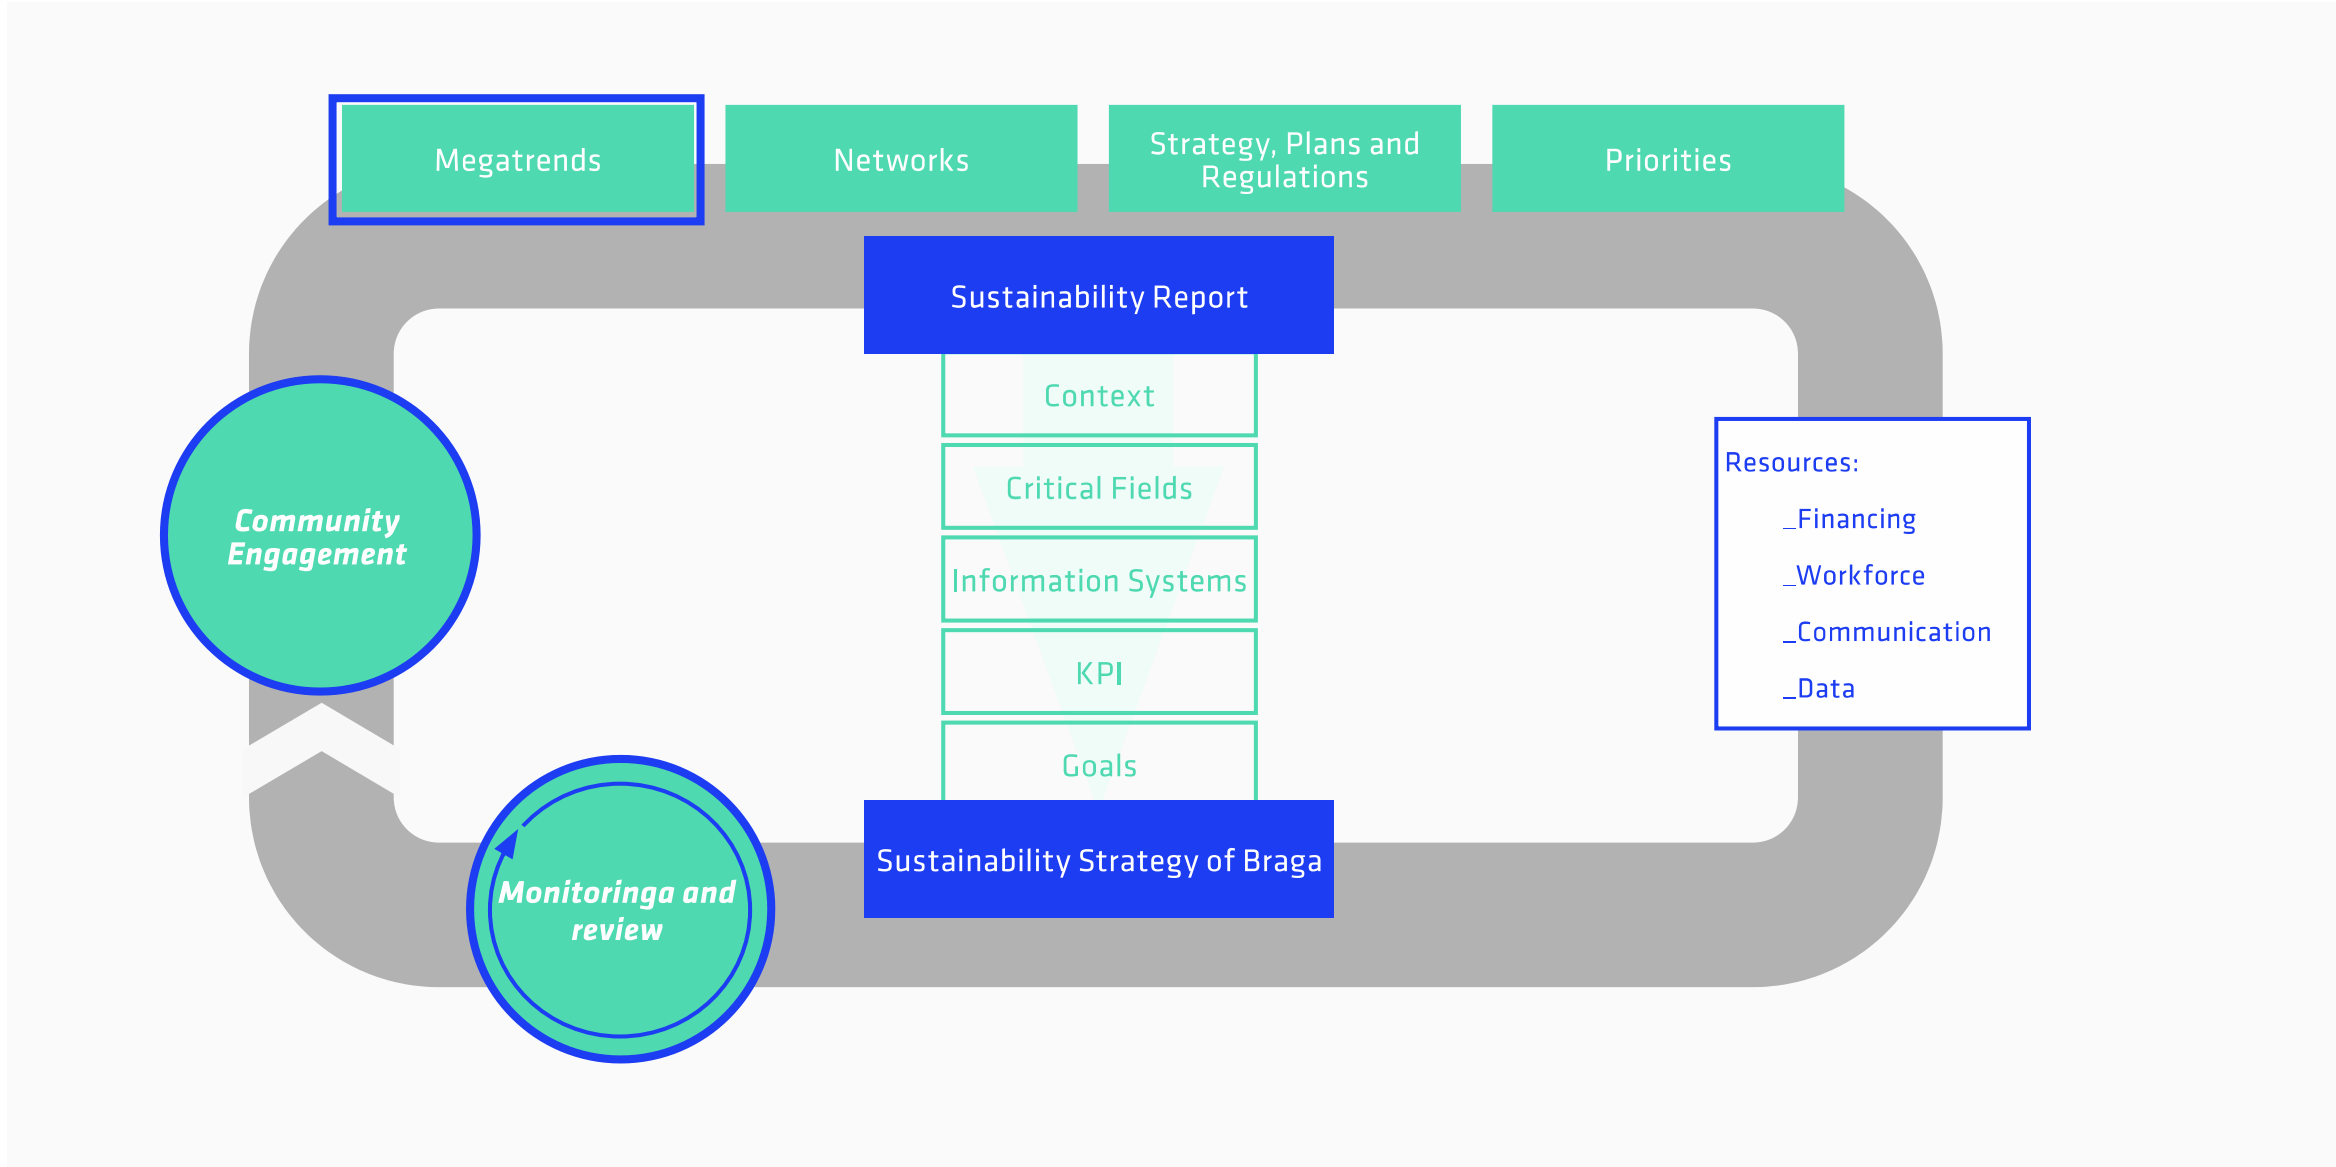 Megatrends
Networks
Strategy, Plans and
Regulations
Priorities
Sustainability Report
Context
Critical Fields
Information Systems
KPI
Goals
Sustainability Strategy of Braga
Community
Engagement
Monitoringa and
review
Resources:
_Financing
_Workforce
_Communication
_Data